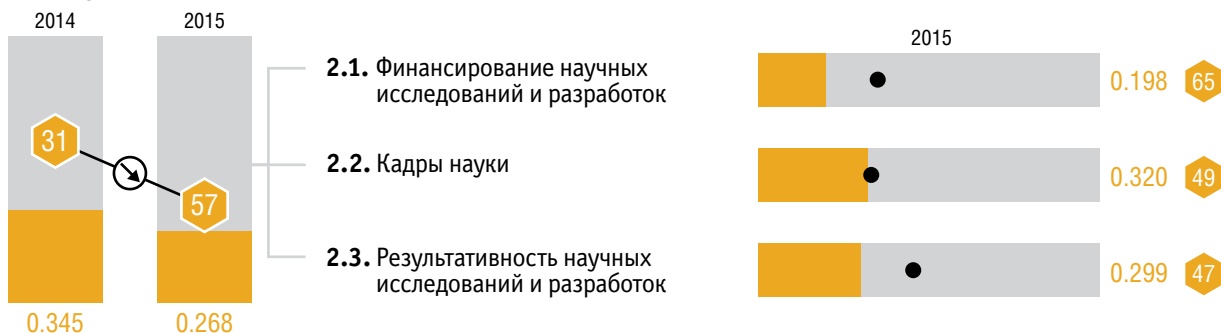 2014
2015
31
57
0.345
0.268
2.1. Финансирование научных
исследований и разработок
2.2. Кадры науки
2.3. Результативность научных
исследований и разработок
2015
0.198 65
0.320 49
0.299 47